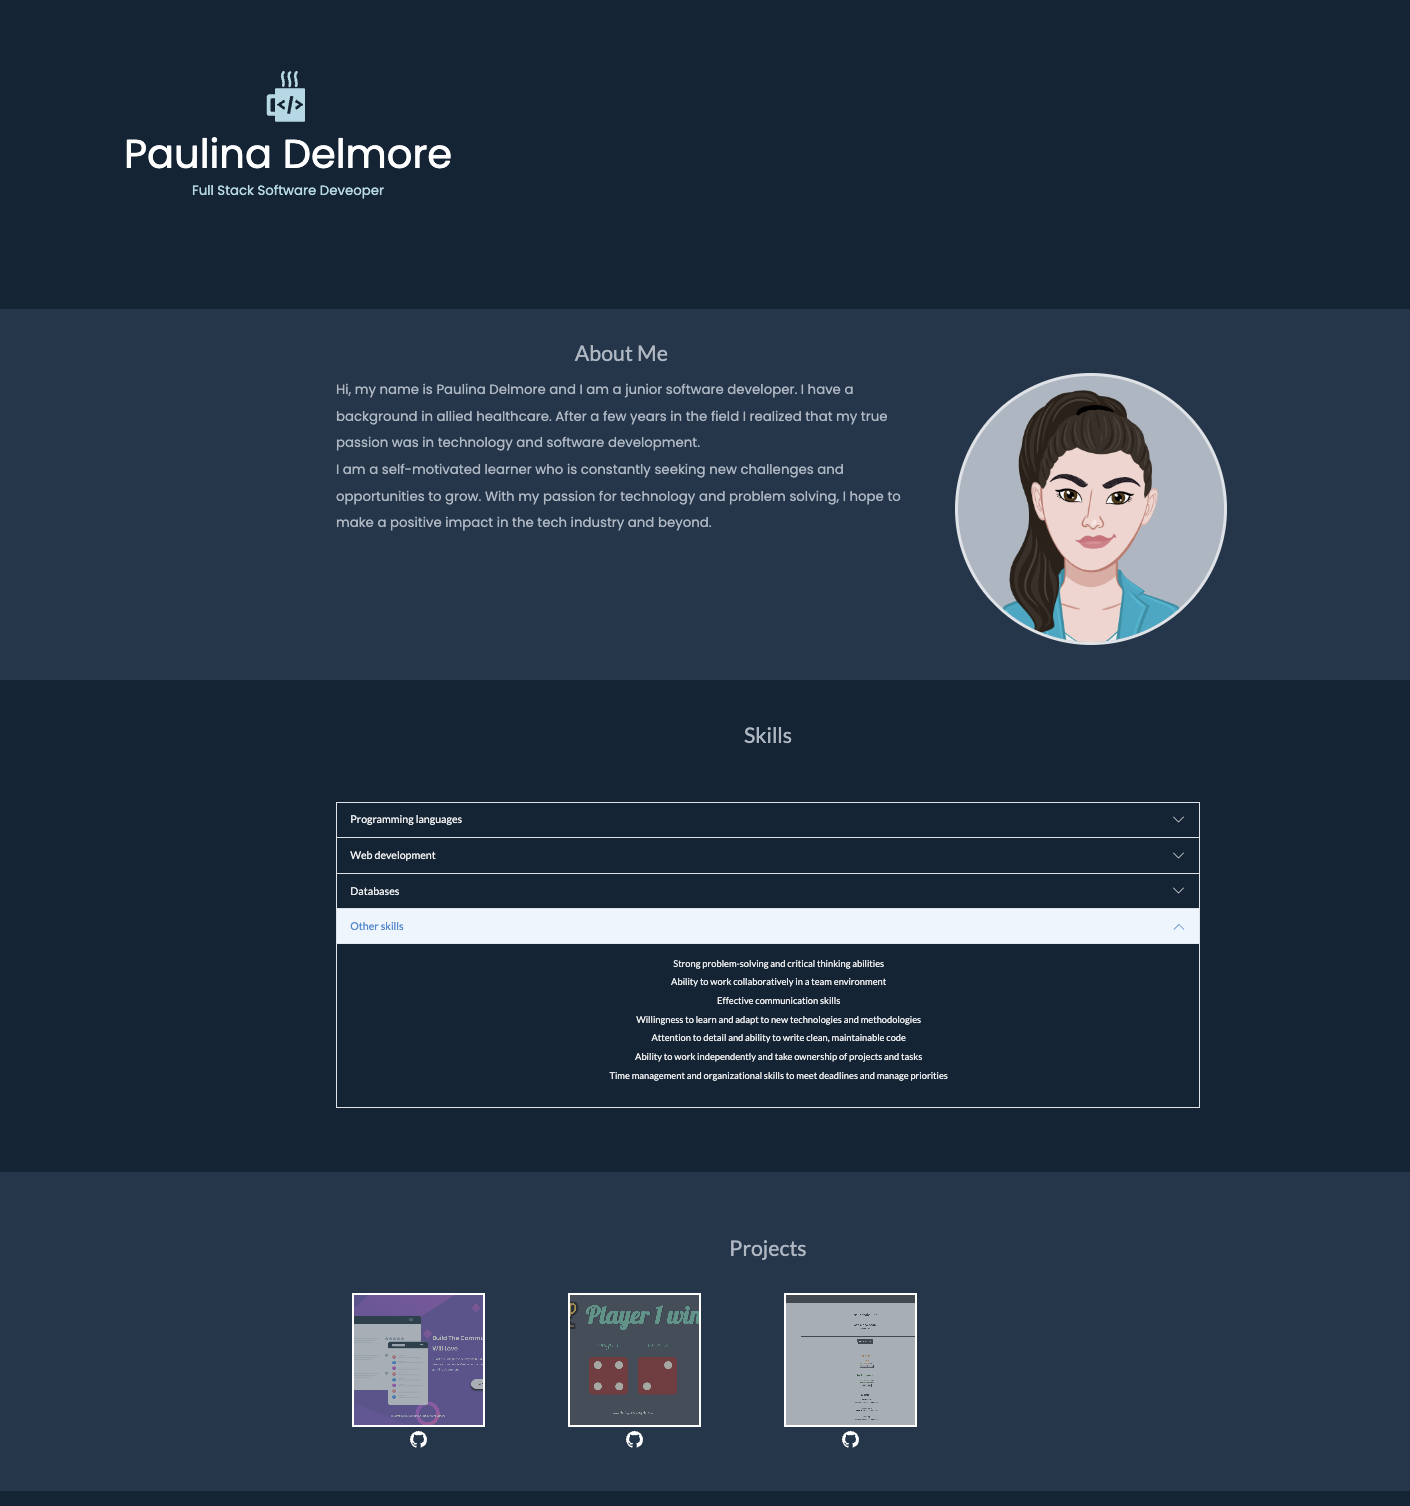 </>
Paulina Delmore
Full Stack Software Deveoper
About Me
Hi, my name is Paulina Delmore and I am a junior software developer. I have a
background in allied healthcare. After a few years in the field I realized that my true
passion was in technology and software development.
I am a self-motivated learner who is constantly seeking new challenges and
opportunities to grow. With my passion for technology and problem solving, I hope to
make a positive impact in the tech industry and beyond.
Skills
Programming languages
Web development
Databases
Other skills
Strong problem-solving and critical thinking abilities
Ability to work collaboratively in a team environment
Effective communication skills
Willingness to learn and adapt to new technologies and methodologies
Attention to detail and ability to write clean, maintainable code
Ability to work independently and take ownership of projects and tasks
Time management and organizational skills to meet deadlines and manage priorities
Projects
Build The Commu
Will Love
Player 1 win